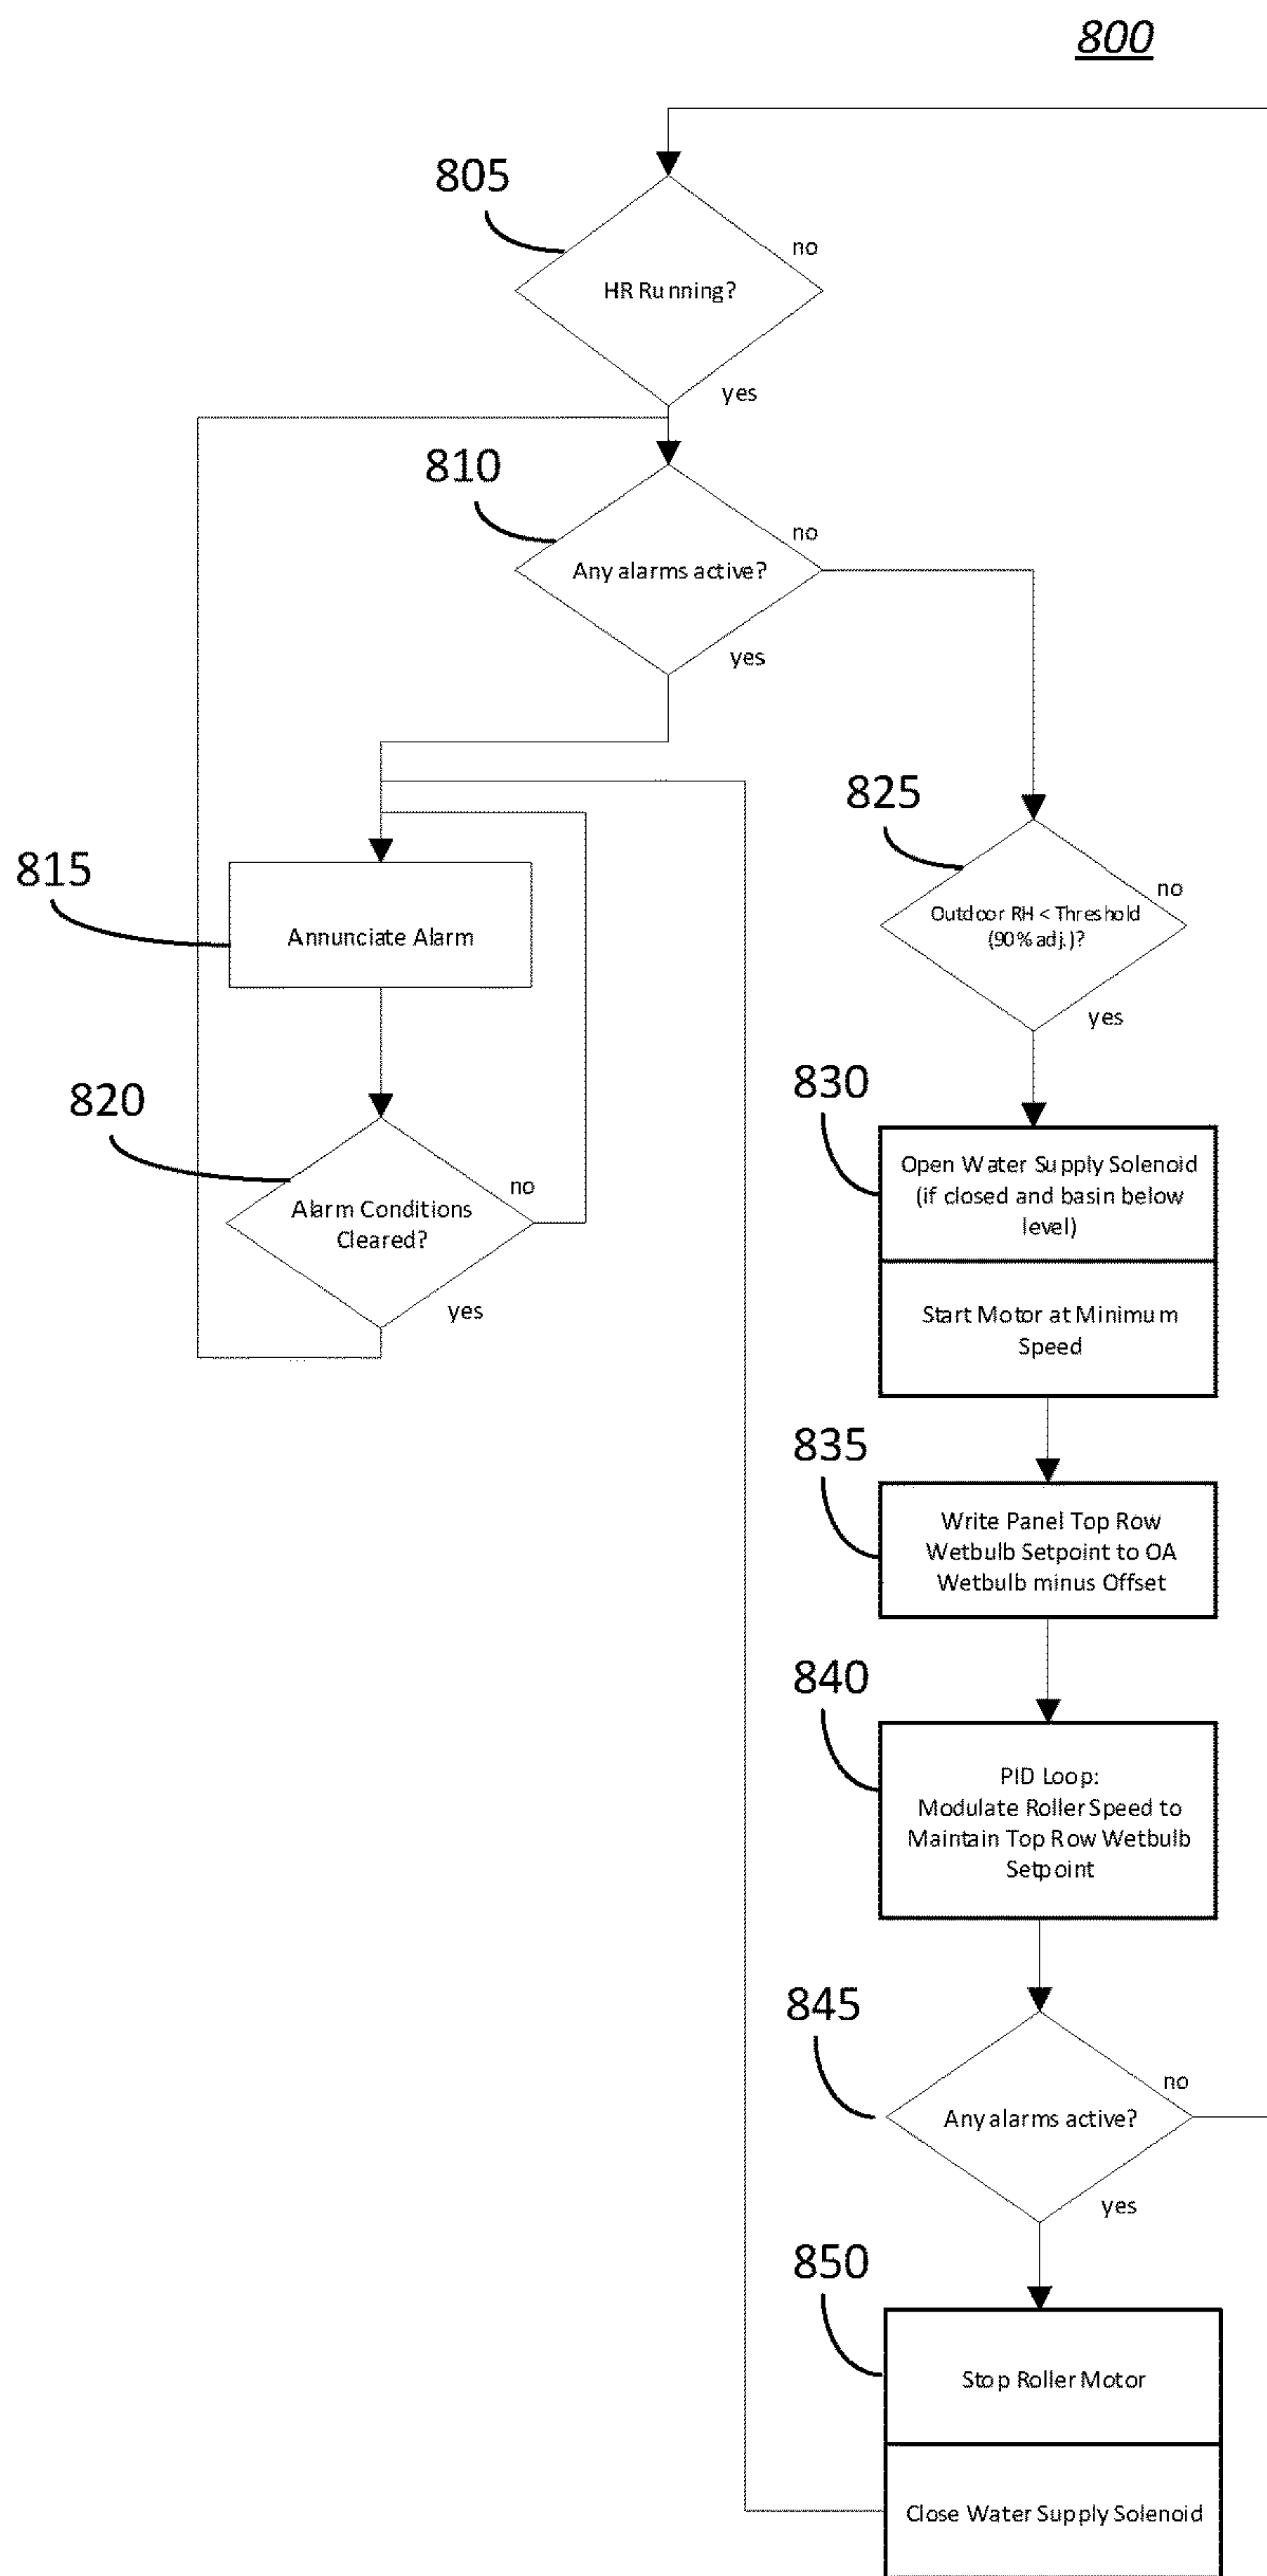 800
805
HR Running?
no
yes
810
Any alarms active?
no
yes
815
Annunciate Alarm
820
Alarm Conditions
Cleared?
no
yes
825
Outdoor RH < Threshold
(90% adj.)?
no
yes
830
Open Water Supply Solenoid
(if closed and basin below
level)
Start Motor at Minimum
Speed
835
Write Panel Top Row
Wetbulb Setpoint to OA
Wetbulb minus Offset
840
PID Loop:
Modulate Roller Speed to
Maintain Top Row Wetbulb
Setpoint
845
Any alarms active?
no
yes
850
Stop Roller Motor
Close Water Supply Solenoid